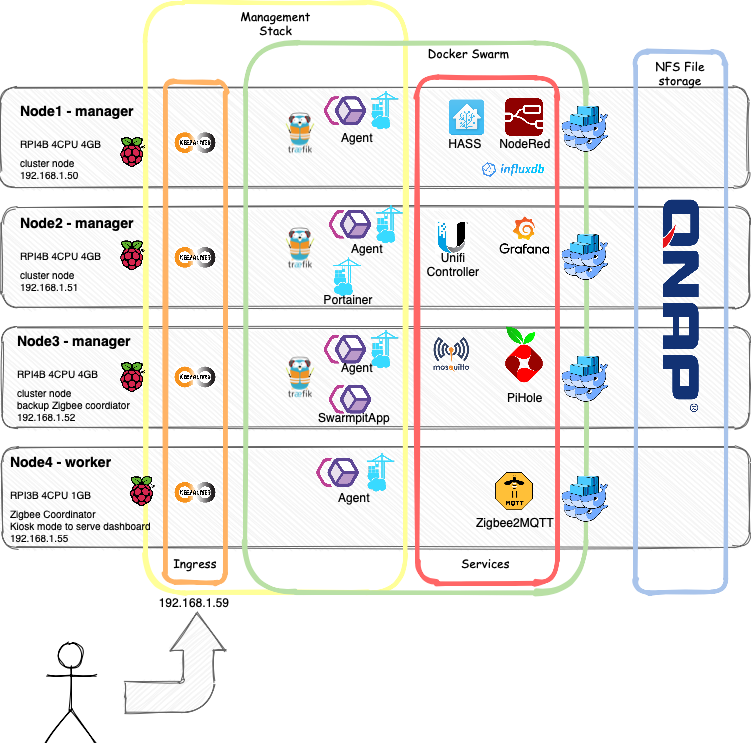 Management
Stack
Docker Swarm
NFS File
storage
Node1 - manager
RPI4B 4CPU 4GB
cluster node
192.168.1.50
KEEPALIVED
træfik
Agent
HASS
NodeRed
influxdb
Node2 - manager
RPI4B 4CPU 4GB
cluster node
192.168.1.51
KEEPALIVED
træfik
Agent
Portainer
Unifi
Controller
Grafana
QNAP
Node3 - manager
RPI4B 4CPU 4GB
cluster node
backup Zigbee coordiator
192.168.1.52
KEEPALIVED
træfik
Agent
SwarmpitApp
mosquitto
PiHole
Node4 - worker
RPI3B 4CPU 1GB
Zigbee Coordinator
Kiosk mode to serve dashboard
192.168.1.55
KEEPALIVED
Agent
MQTT
Zigbee2MQTT
Ingress
Services
192.168.1.59